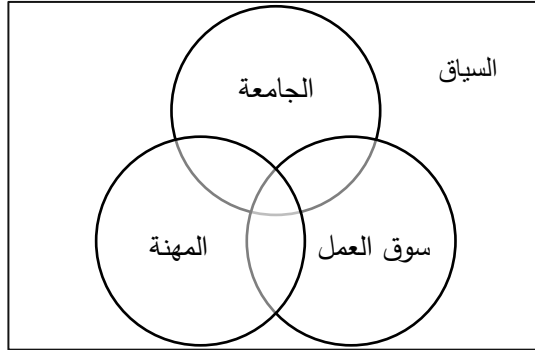 السياق
الجامعة
سوق العمل
المهنة